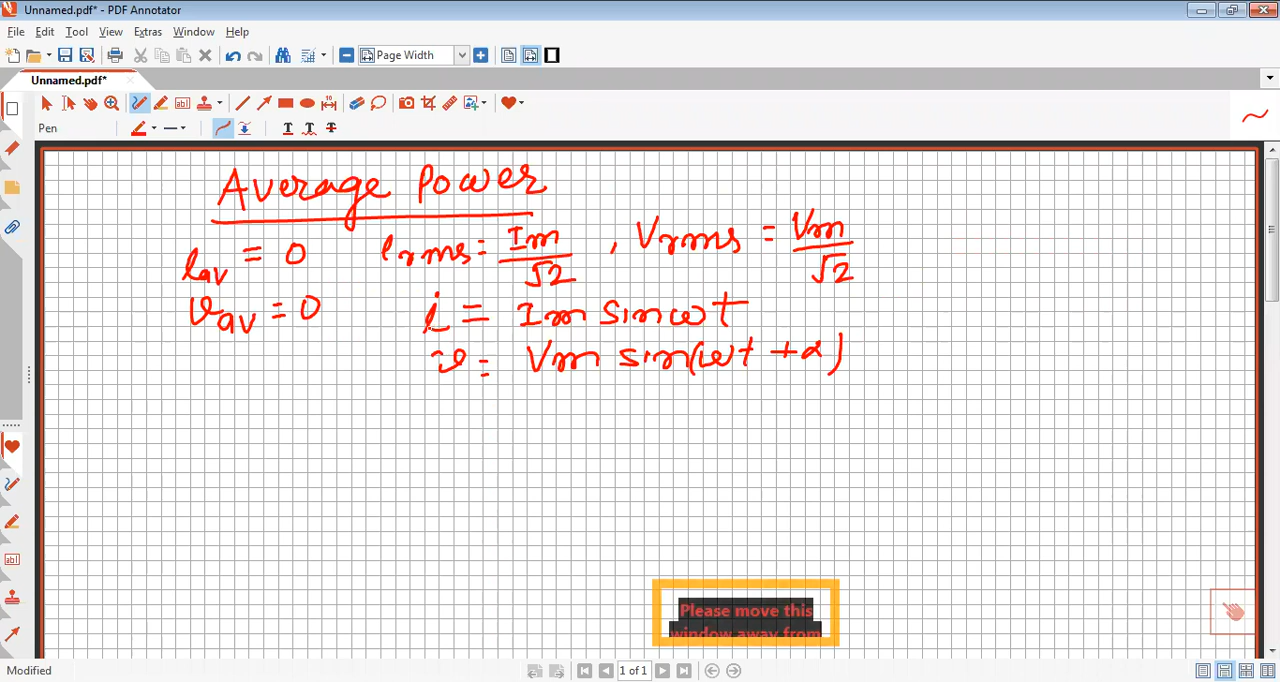 Unnamed.pdf* - PDF Annotator
File Edit Tool View Extras Window Help
Page Width
Unnamed.pdf*
Pen
Average Power
iav = 0 irms = Im/√2 , Vrms = Vm/√2
vav = 0 i = Im sinωt
v = Vm sin(ωt + α)
Please move this
window away from
Modified 1 of 1